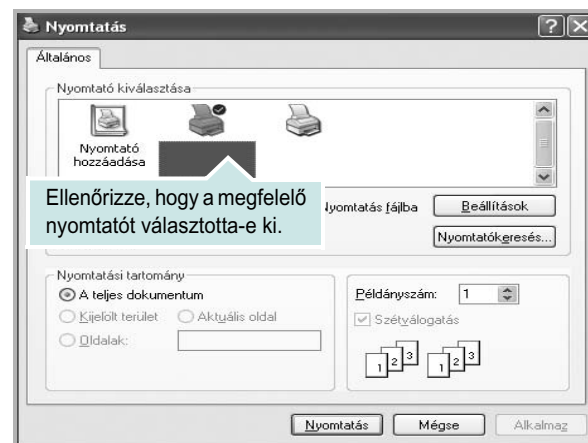 Nyomtatás
Általános
Nyomtató kiválasztása
Nyomtató
hozzáadása
Ellenőrizze, hogy a megfelelő
nyomtatót választotta-e ki.
Nyomtatás fájlba
Beállítások
Nyomtatókeresés...
Nyomtatási tartomány
A teljes dokumentum
Kijelölt terület
Aktuális oldal
Oldalak:
Példányszám: 1
Szétválogatás
1 2 3 1 2 3
Nyomtatás
Mégse
Alkalmaz